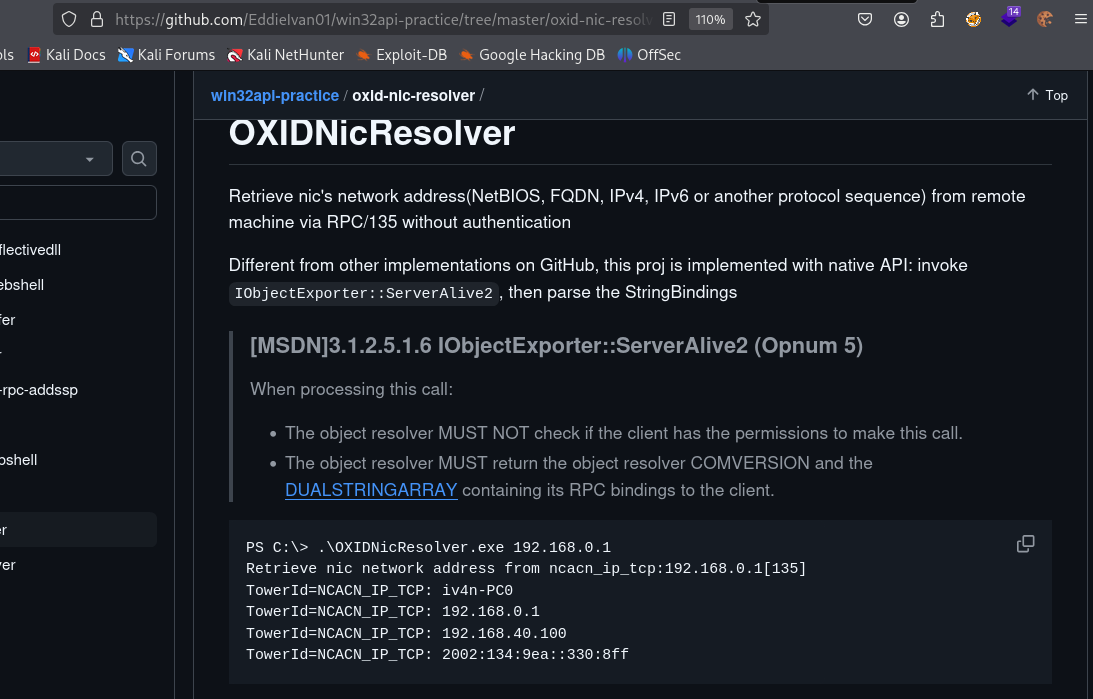 https://github.com/EddieIvan01/win32api-practice/tree/master/oxid-nic-resolv
110%
14
ols Kali Docs Kali Forums Kali NetHunter Exploit-DB Google Hacking DB OffSec
win32api-practice / oxid-nic-resolver /
Top
OXIDNicResolver
Retrieve nic's network address(NetBIOS, FQDN, IPv4, IPv6 or another protocol sequence) from remote
machine via RPC/135 without authentication
flectivedll
Different from other implementations on GitHub, this proj is implemented with native API: invoke
ebshell
IObjectExporter::ServerAlive2, then parse the StringBindings
fer
r
[MSDN]3.1.2.5.1.6 IObjectExporter::ServerAlive2 (Opnum 5)
-rpc-addssp
When processing this call:
The object resolver MUST NOT check if the client has the permissions to make this call.
bshell
The object resolver MUST return the object resolver COMVERSION and the
DUALSTRINGARRAY containing its RPC bindings to the client.
er
ver
PS C:\> .\OXIDNicResolver.exe 192.168.0.1
Retrieve nic network address from ncacn_ip_tcp:192.168.0.1[135]
TowerId=NCACN_IP_TCP: iv4n-PC0
TowerId=NCACN_IP_TCP: 192.168.0.1
TowerId=NCACN_IP_TCP: 192.168.40.100
TowerId=NCACN_IP_TCP: 2002:134:9ea::330:8ff